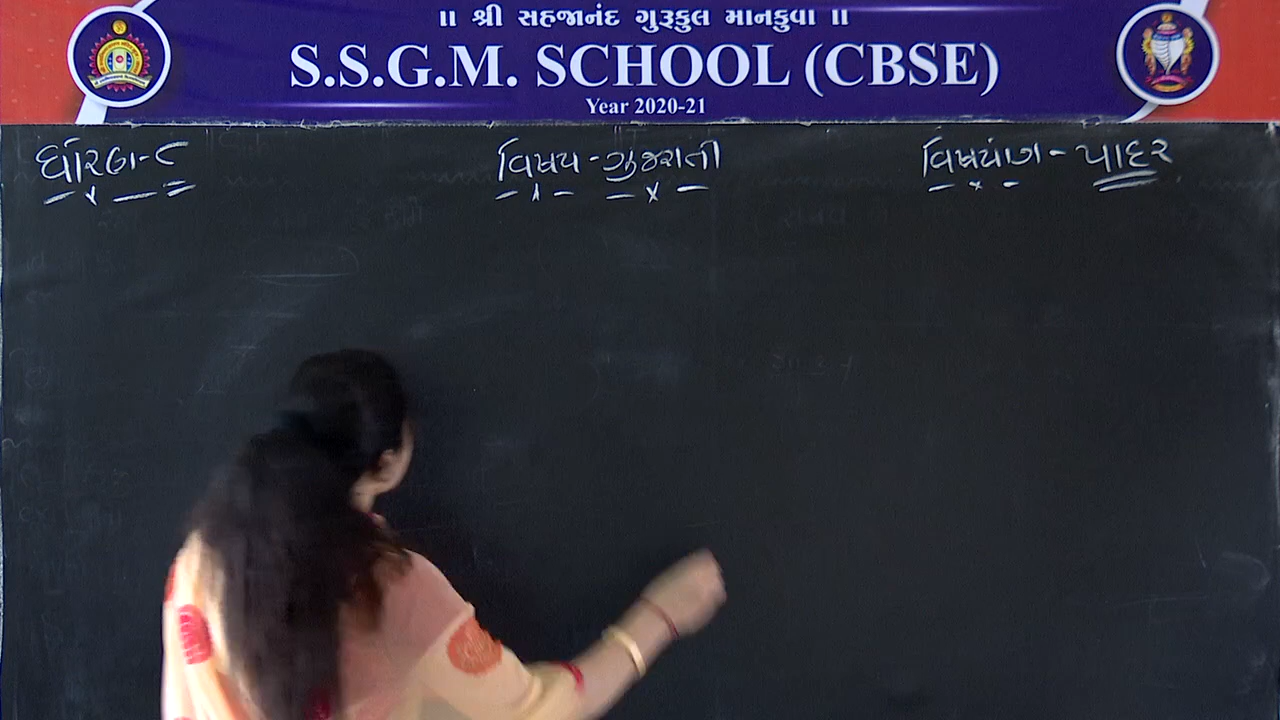 ॥ શ્રી સહજાનંદ ગુરૂકુલ માનકુવા ॥
S.S.G.M. SCHOOL (CBSE)
Year 2020-21
ધોરણ-૮ વિષય - ગુજરાતી વિષયાંગ - પાદર